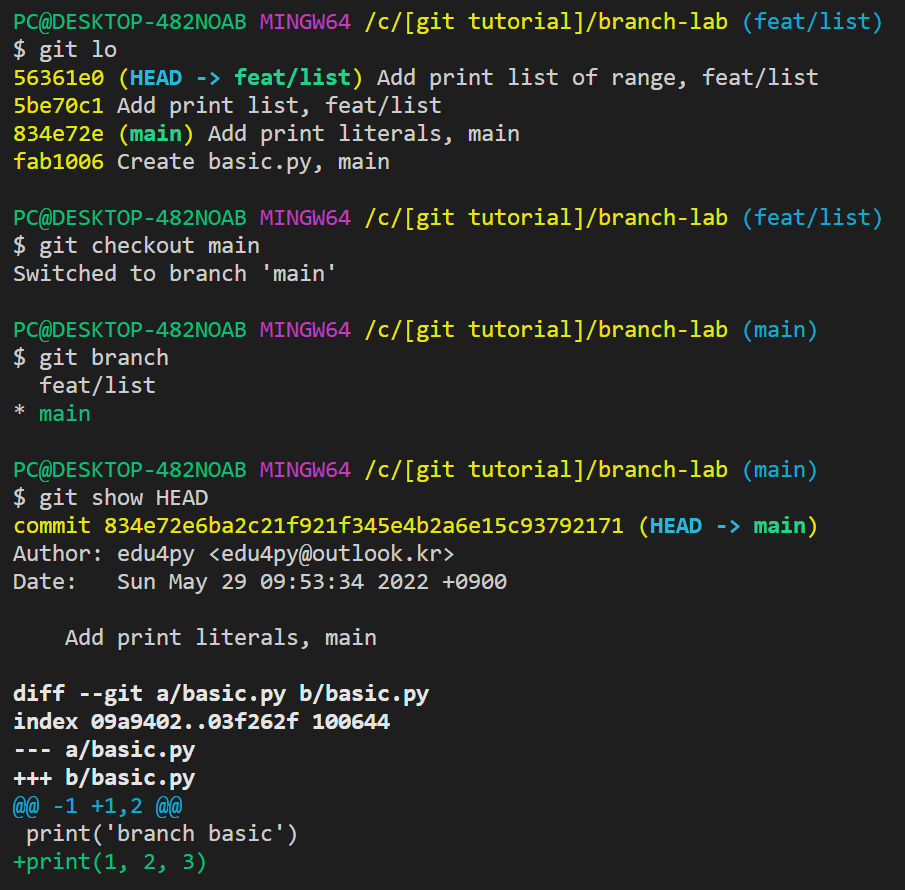 PC@DESKTOP-482NOAB MINGW64 /c/[git tutorial]/branch-lab (feat/list)
$ git lo
56361e0 (HEAD -> feat/list) Add print list of range, feat/list
5be70c1 Add print list, feat/list
834e72e (main) Add print literals, main
fab1006 Create basic.py, main
PC@DESKTOP-482NOAB MINGW64 /c/[git tutorial]/branch-lab (feat/list)
$ git checkout main
Switched to branch 'main'
PC@DESKTOP-482NOAB MINGW64 /c/[git tutorial]/branch-lab (main)
$ git branch
  feat/list
* main
PC@DESKTOP-482NOAB MINGW64 /c/[git tutorial]/branch-lab (main)
$ git show HEAD
commit 834e72e6ba2c21f921f345e4b2a6e15c93792171 (HEAD -> main)
Author: edu4py <edu4py@outlook.kr>
Date:   Sun May 29 09:53:34 2022 +0900
    Add print literals, main
diff --git a/basic.py b/basic.py
index 09a9402..03f262f 100644
--- a/basic.py
+++ b/basic.py
@@ -1 +1,2 @@
 print('branch basic')
+print(1, 2, 3)